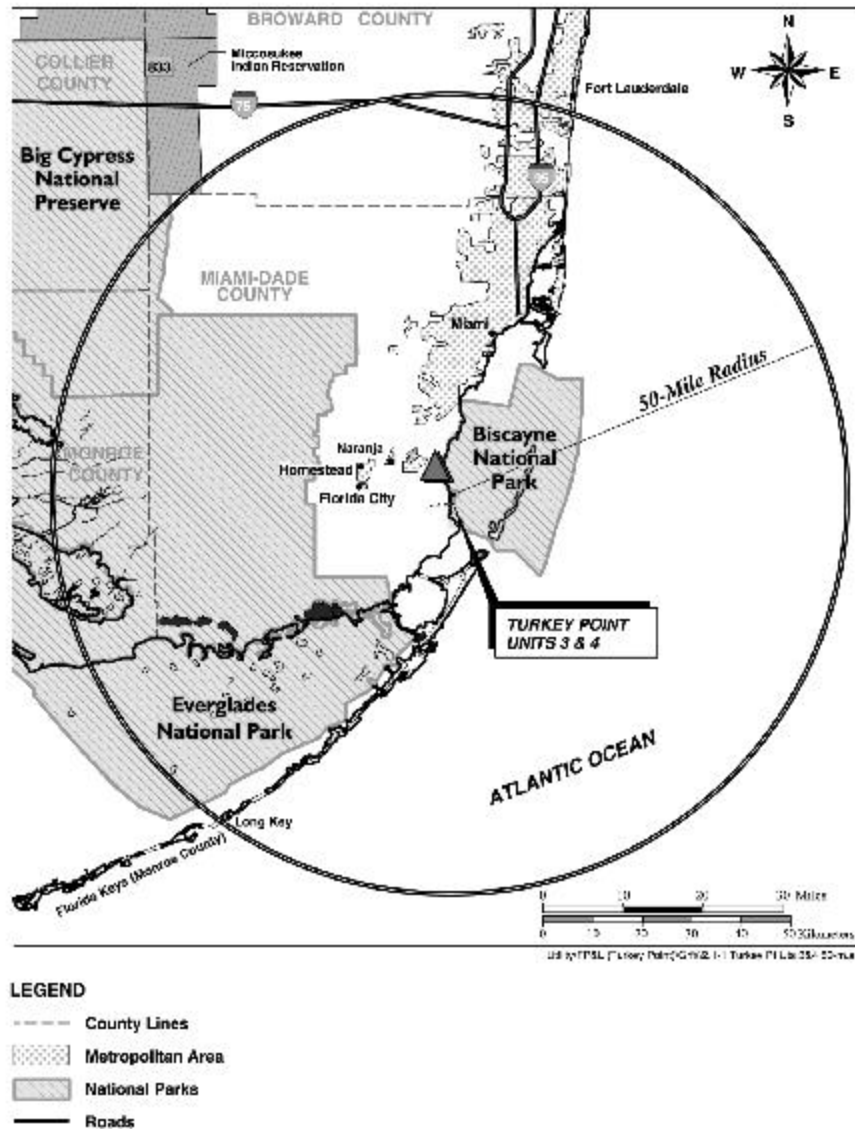 BROWARD COUNTY
N
W E
S
COLLIER
COUNTY
833
Miccosukee
Indian Reservation
75
Fort Lauderdale
Big Cypress
National
Preserve
95
MIAMI-DADE
COUNTY
Miami
50-Mile Radius
MONROE
COUNTY
Naranja
Homestead
Florida City
Biscayne
National
Park
TURKEY POINT
UNITS 3 & 4
Everglades
National Park
ATLANTIC OCEAN
Long Key
Florida Keys (Monroe County)
0 10 20 30 Miles
0 10 20 30 40 50 Kilometers
LEGEND
County Lines
Metropolitan Area
National Parks
Roads